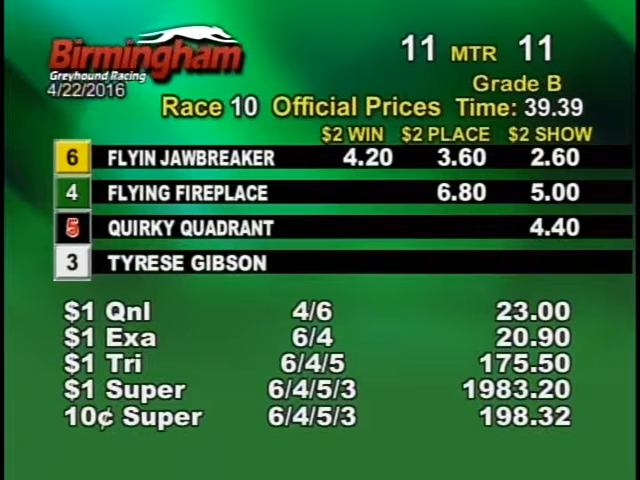 Birmingham
Greyhound Racing
4/22/2016
11 MTR 11
Grade B
Race 10 Official Prices Time: 39.39
$2 WIN $2 PLACE $2 SHOW
6 FLYIN JAWBREAKER 4.20 3.60 2.60
4 FLYING FIREPLACE 6.80 5.00
5 QUIRKY QUADRANT 4.40
3 TYRESE GIBSON
$1 Qnl 4/6 23.00
$1 Exa 6/4 20.90
$1 Tri 6/4/5 175.50
$1 Super 6/4/5/3 1983.20
10¢ Super 6/4/5/3 198.32